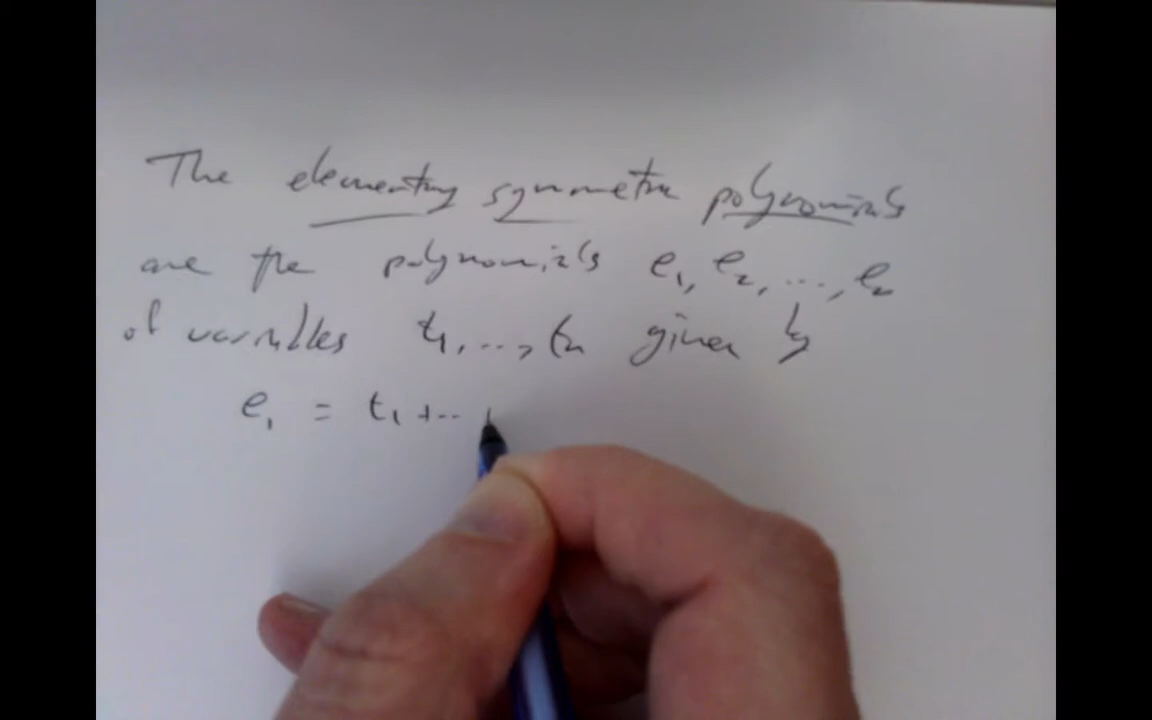 The elementary symmetric polynomials
are the polynomials e₁, e₂, ..., eₙ
of variables t₁, ..., tₙ given by
e₁ = t₁ + ...